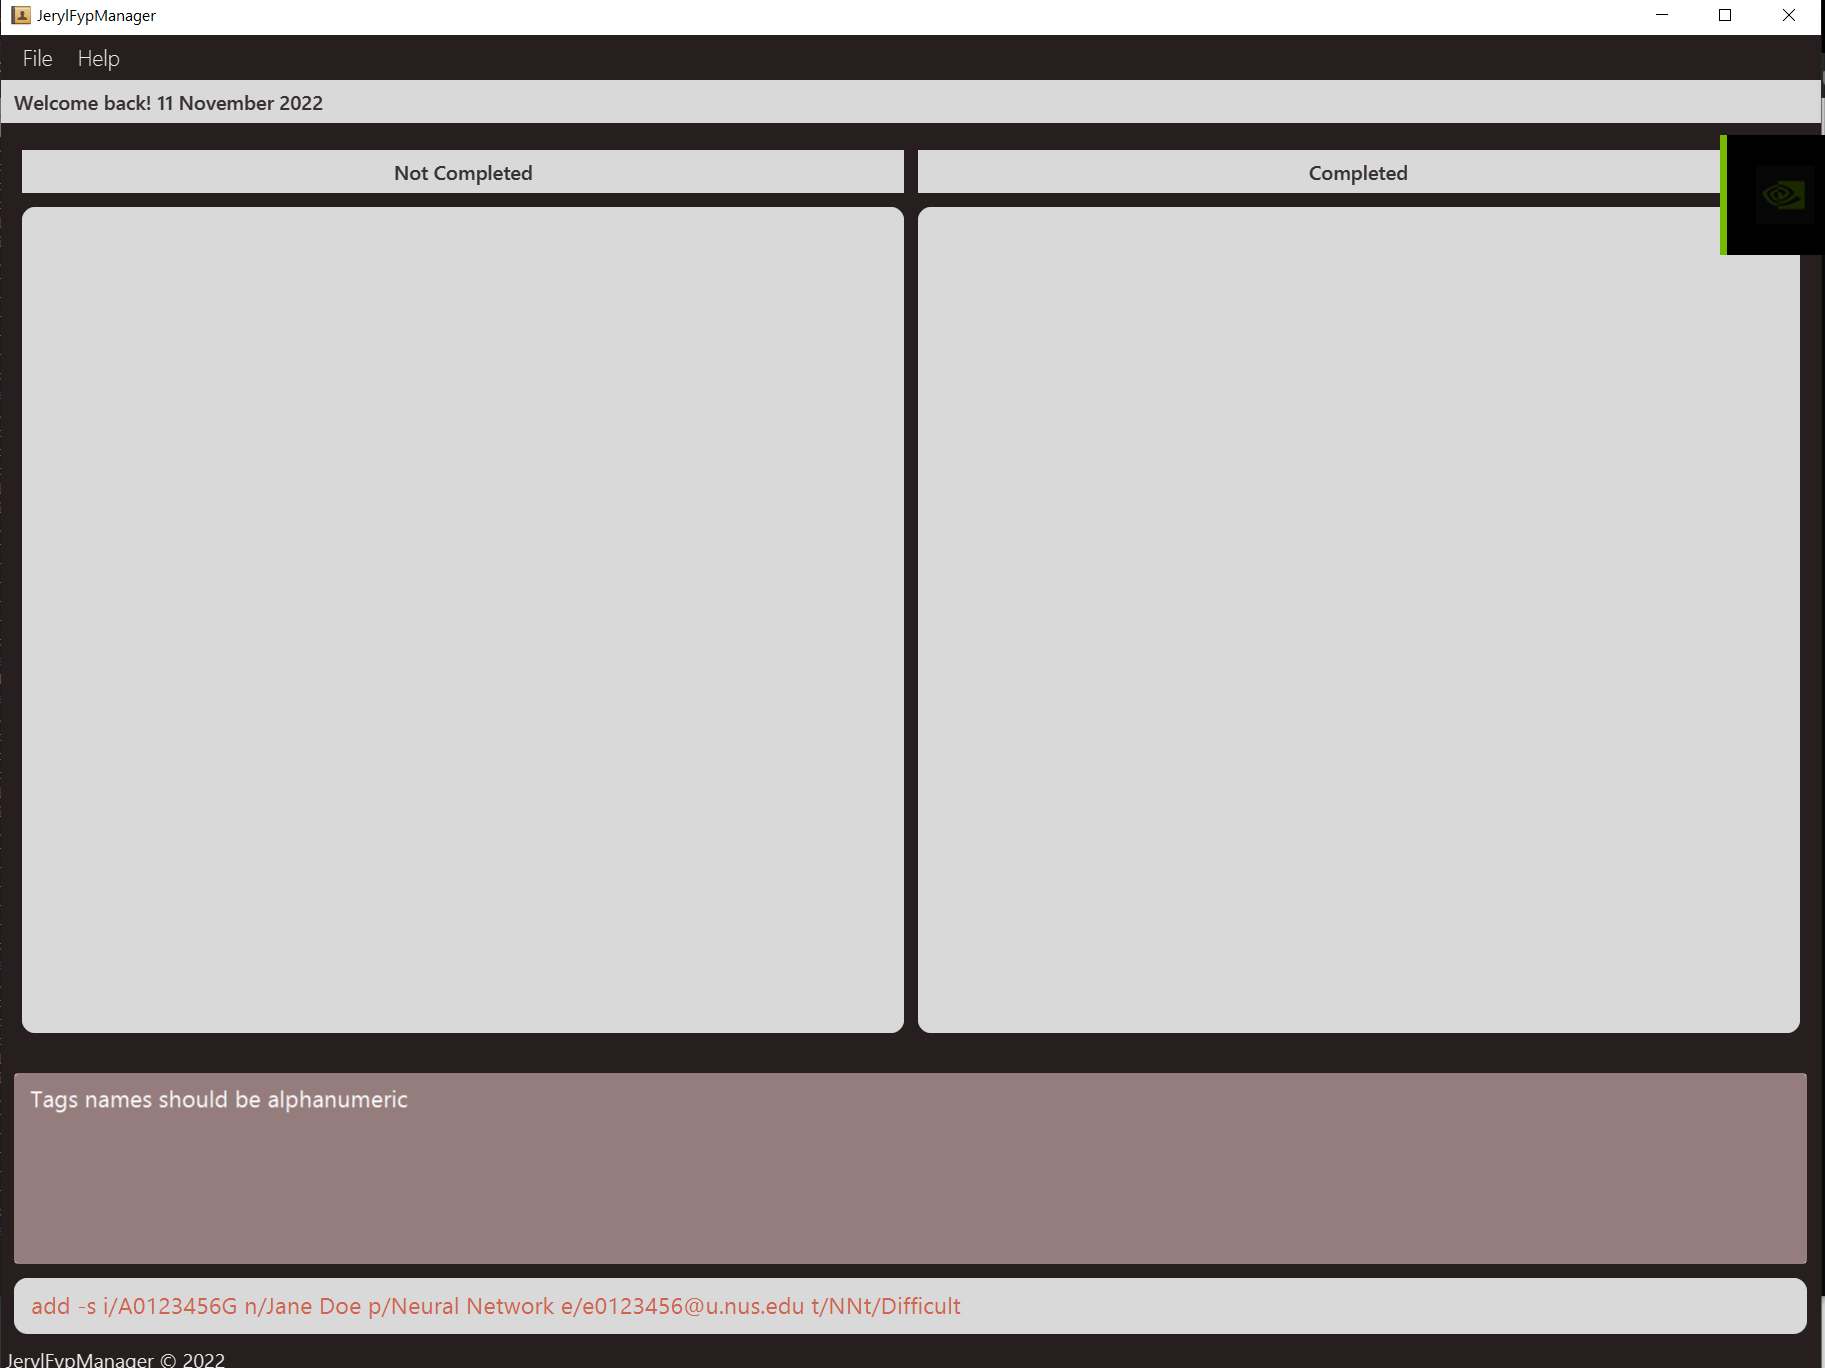 JerylFypManager
File Help
Welcome back! 11 November 2022
Not Completed Completed
Tags names should be alphanumeric
add -s i/A0123456G n/Jane Doe p/Neural Network e/e0123456@u.nus.edu t/NNt/Difficult
JerylFypManager © 2022